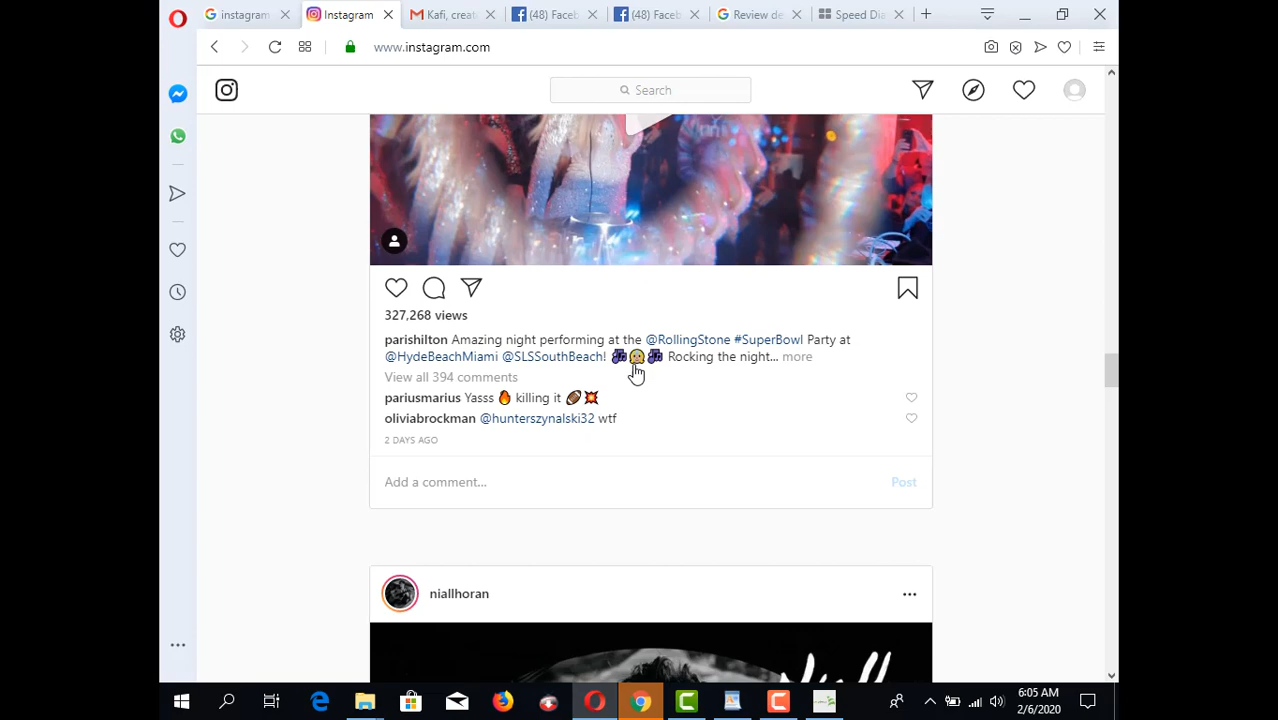 instagram
Instagram
Kafi, creat
(48) Faceb
(48) Faceb
Review de
Speed Dia
www.instagram.com
Search
327,268 views
parishilton Amazing night performing at the @RollingStone #SuperBowl Party at
@HydeBeachMiami @SLSSouthBeach! 🎶👸🏼🎶 Rocking the night... more
View all 394 comments
pariusmarius Yasss 🔥 killing it 🏈💥
oliviabrockman @hunterszynalski32 wtf
2 DAYS AGO
Add a comment...
Post
niallhoran
Niall
6:05 AM
2/6/2020